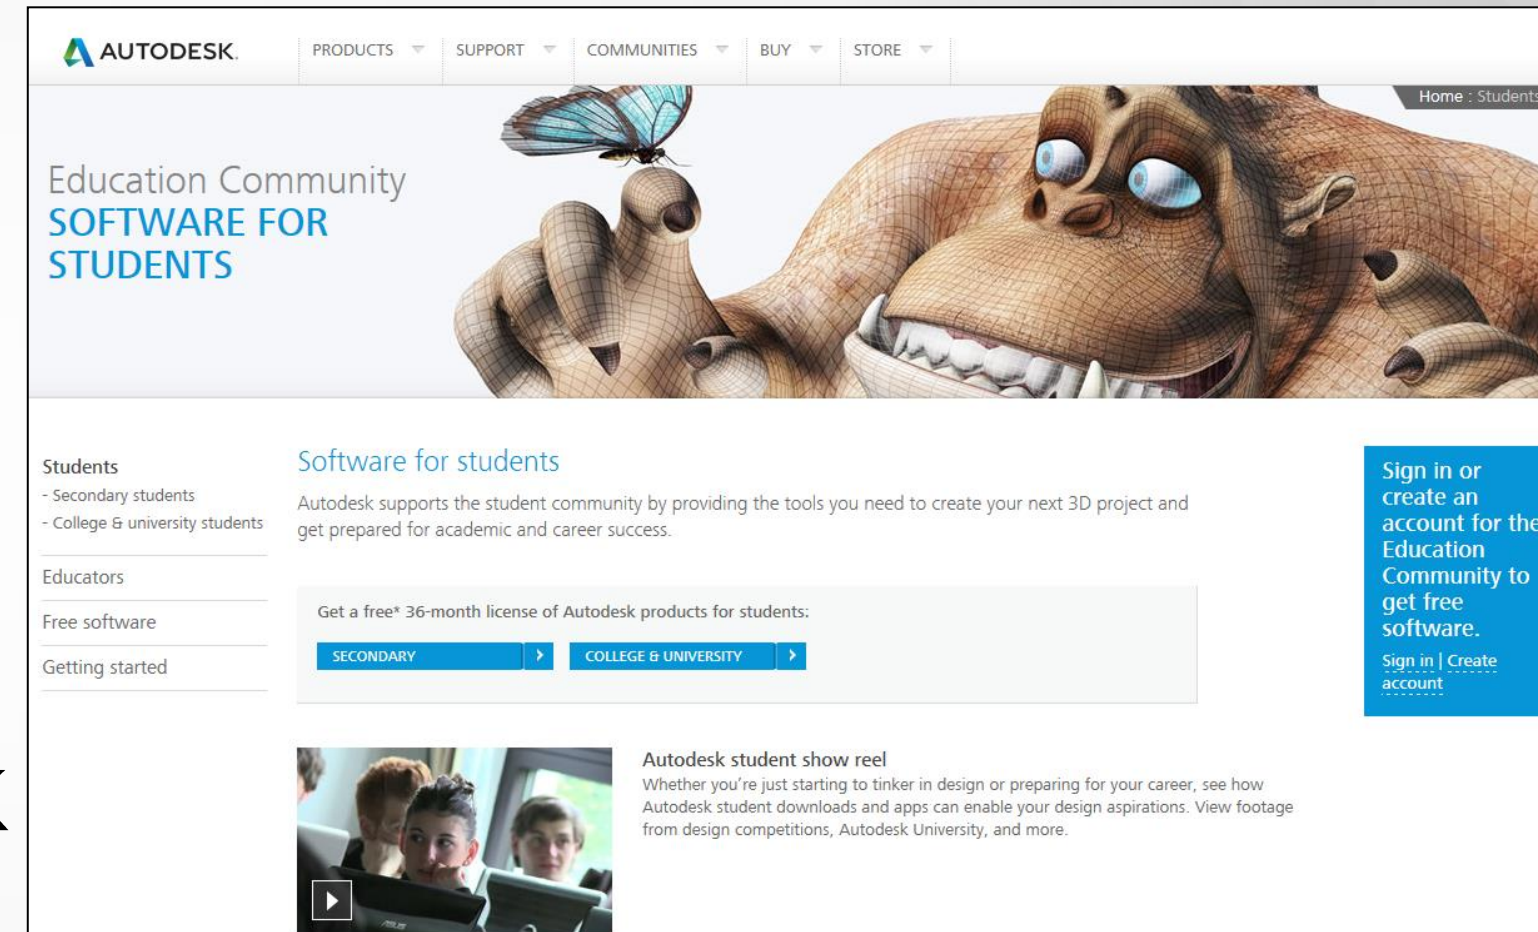 AUTODESK.
PRODUCTS
SUPPORT
COMMUNITIES
BUY
STORE
Home : Students
Education Community
SOFTWARE FOR
STUDENTS
Students
- Secondary students
- College & university students
Educators
Free software
Getting started
Software for students
Autodesk supports the student community by providing the tools you need to create your next 3D project and
get prepared for academic and career success.
Get a free* 36-month license of Autodesk products for students:
SECONDARY
COLLEGE & UNIVERSITY
Autodesk student show reel
Whether you're just starting to tinker in design or preparing for your career, see how
Autodesk student downloads and apps can enable your design aspirations. View footage
from design competitions, Autodesk University, and more.
Sign in or
create an
account for the
Education
Community to
get free
software.
Sign in | Create
account
ASUS